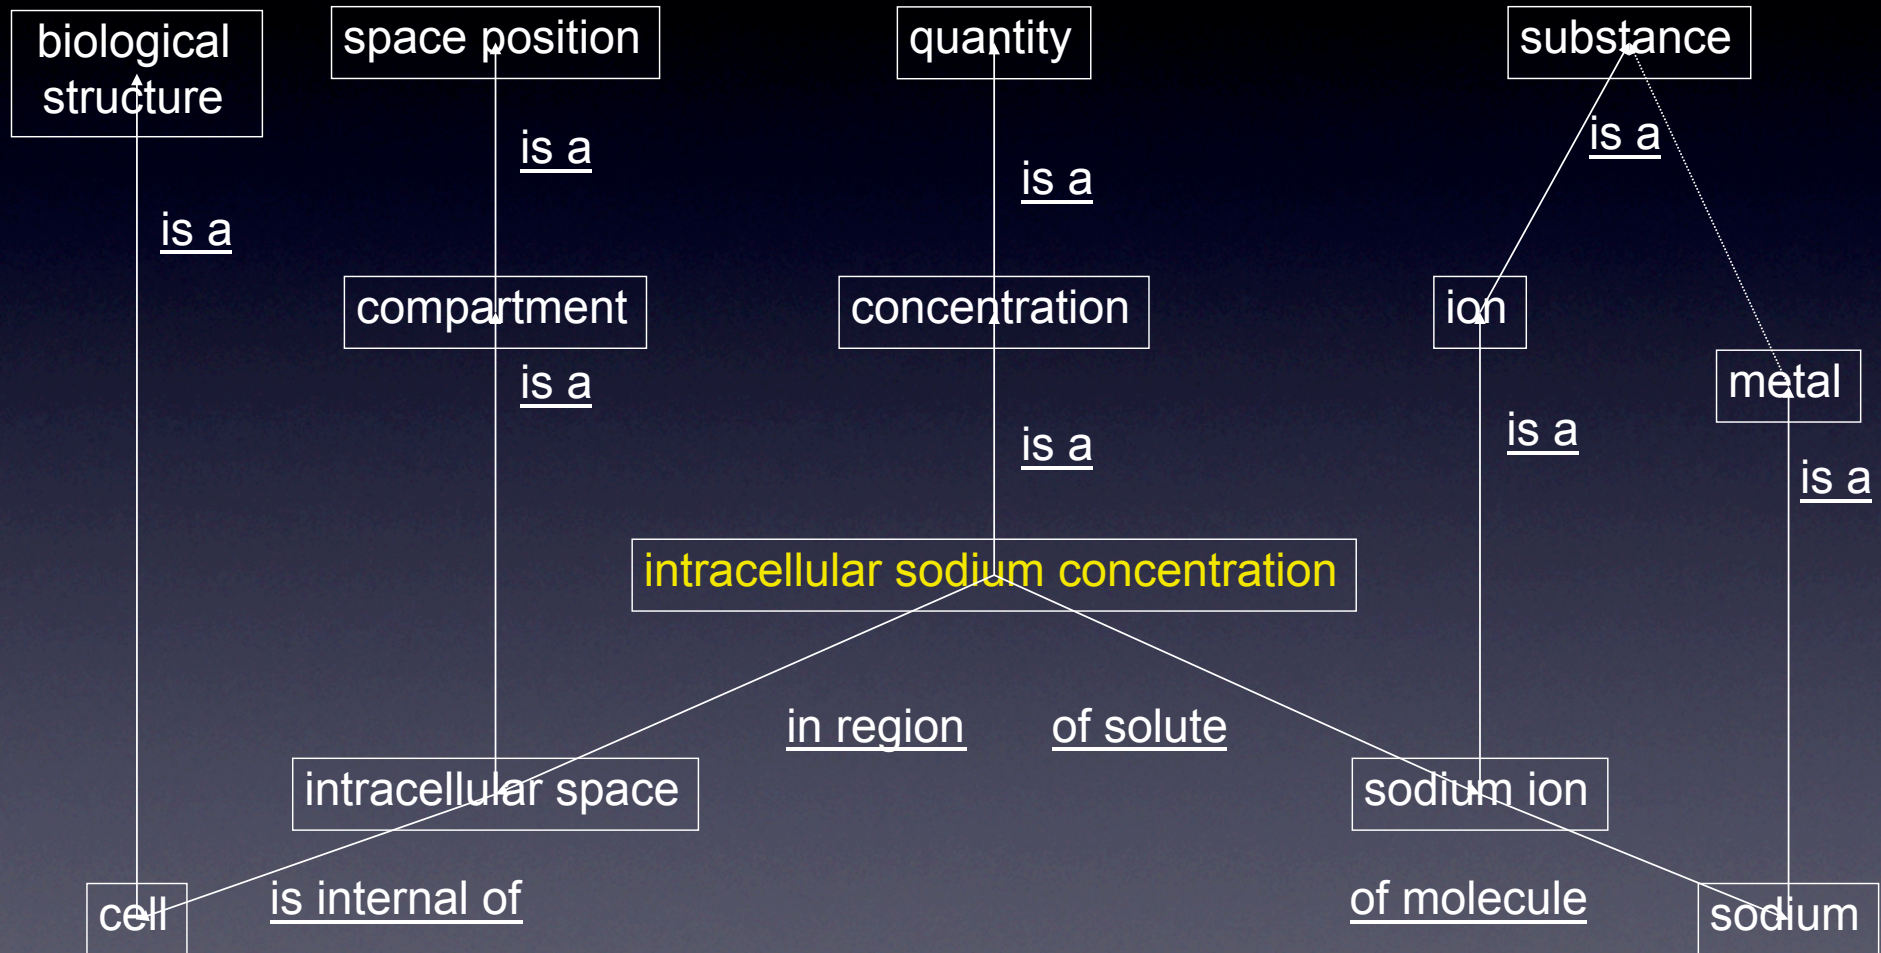 biological
structure
space position
quantity
substance
is a
is a
is a
is a
compartment
concentration
ion
metal
is a
is a
is a
is a
intracellular sodium concentration
in region
of solute
intracellular space
sodium ion
cell
is internal of
of molecule
sodium